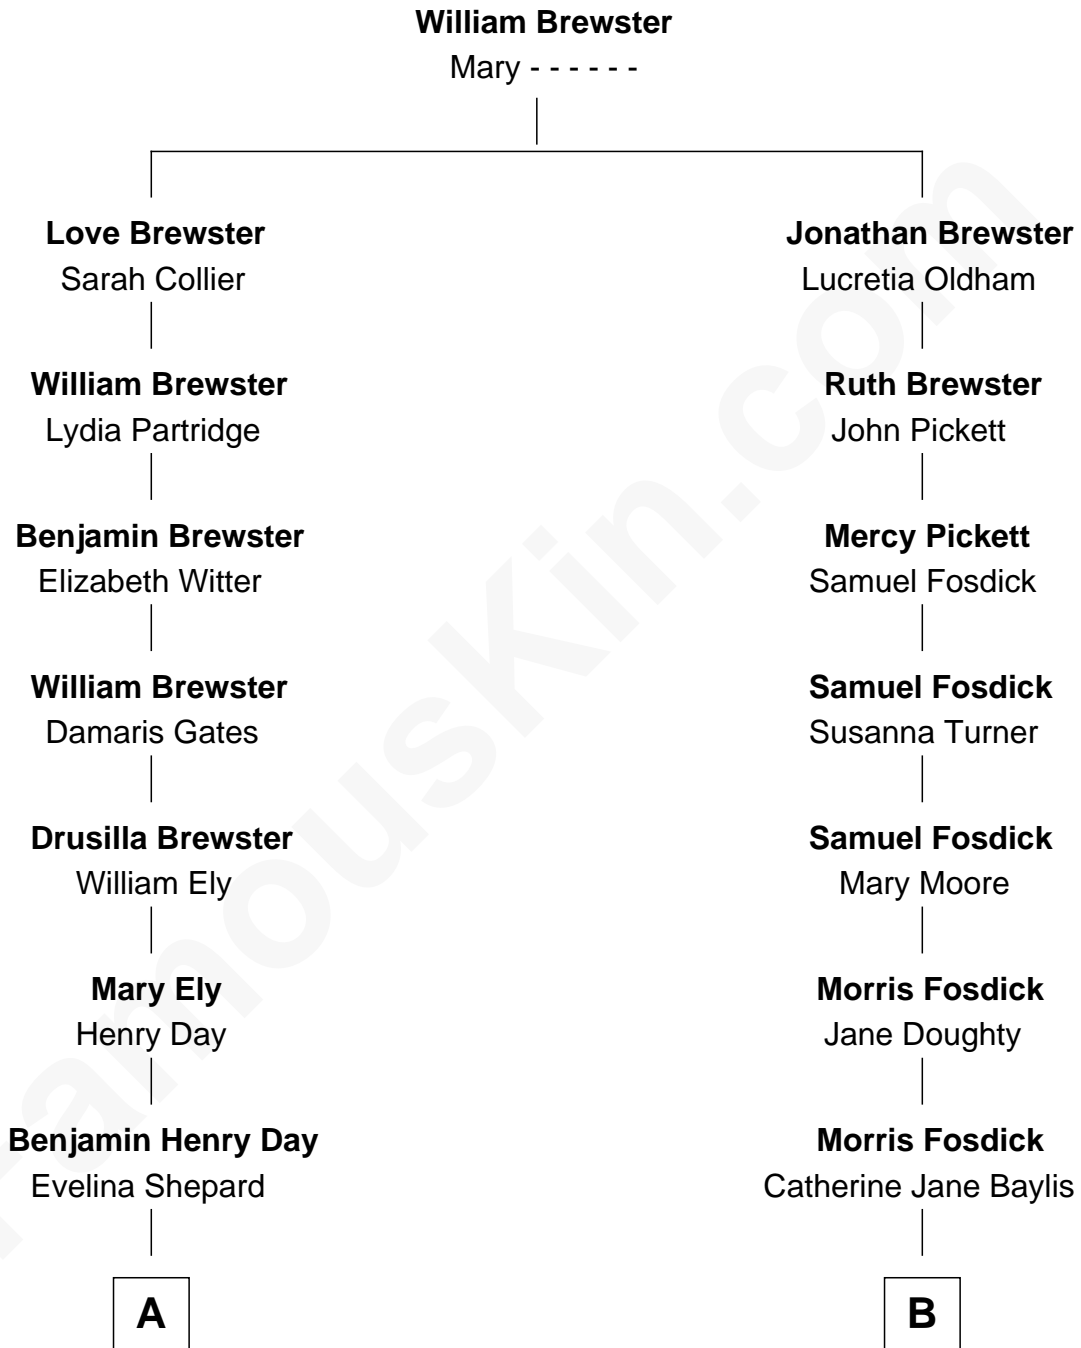 William Brewster
Mary - - - - - -
Love Brewster
Sarah Collier
Jonathan Brewster
Lucretia Oldham
William Brewster
Lydia Partridge
Ruth Brewster
John Pickett
Benjamin Brewster
Elizabeth Witter
Mercy Pickett
Samuel Fosdick
William Brewster
Damaris Gates
Samuel Fosdick
Susanna Turner
Drusilla Brewster
William Ely
Samuel Fosdick
Mary Moore
Mary Ely
Henry Day
Morris Fosdick
Jane Doughty
Benjamin Henry Day
Evelina Shepard
Morris Fosdick
Catherine Jane Baylis
A
B
FamousKin.com